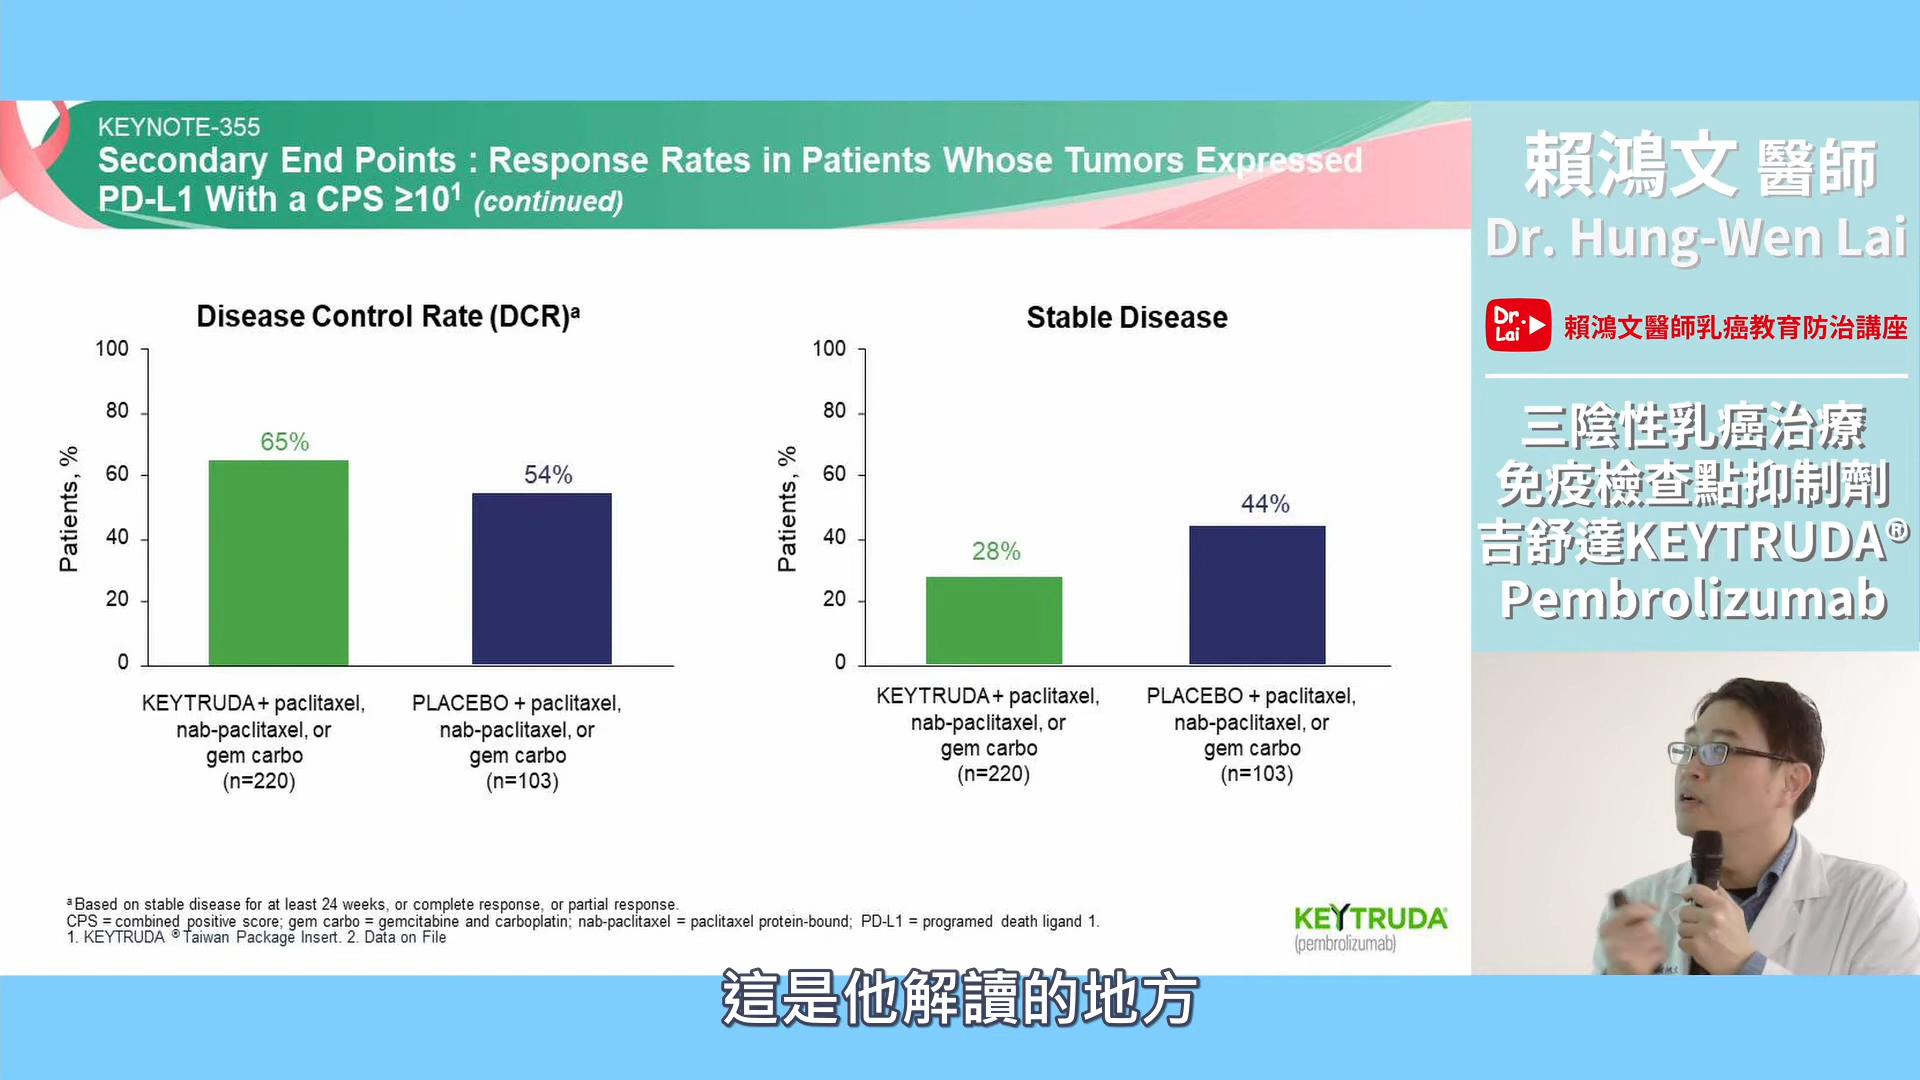 KEYNOTE-355
Secondary End Points : Response Rates in Patients Whose Tumors Expressed
PD-L1 With a CPS ≥10¹ (continued)
Disease Control Rate (DCR)ª
100
80
60
40
20
0
Patients, %
65%
54%
KEYTRUDA + paclitaxel,
nab-paclitaxel, or
gem carbo
(n=220)
PLACEBO + paclitaxel,
nab-paclitaxel, or
gem carbo
(n=103)
Stable Disease
100
80
60
40
20
0
Patients, %
28%
44%
KEYTRUDA + paclitaxel,
nab-paclitaxel, or
gem carbo
(n=220)
PLACEBO + paclitaxel,
nab-paclitaxel, or
gem carbo
(n=103)
ª Based on stable disease for at least 24 weeks, or complete response, or partial response.
CPS = combined positive score; gem carbo = gemcitabine and carboplatin; nab-paclitaxel = paclitaxel protein-bound; PD-L1 = programed death ligand 1.
1. KEYTRUDA ® Taiwan Package Insert. 2. Data on File
KEYTRUDA®
(pembrolizumab)
賴鴻文 醫師
Dr. Hung-Wen Lai
Dr. Lai
賴鴻文醫師乳癌教育防治講座
三陰性乳癌治療
免疫檢查點抑制劑
吉舒達KEYTRUDA®
Pembrolizumab
這是他解讀的地方